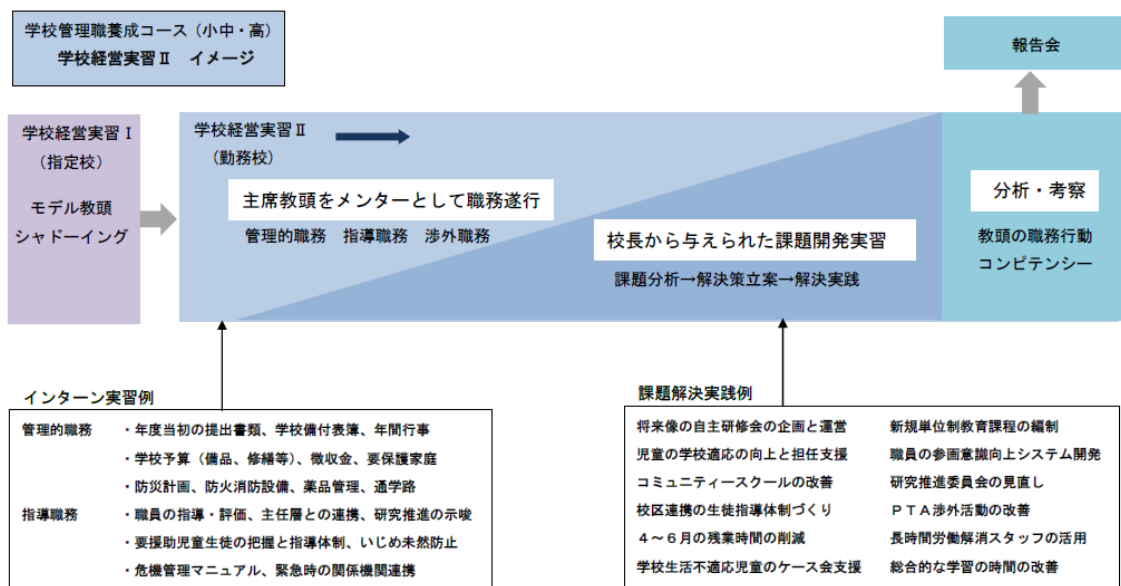 学校管理職養成コース（小中・高）
学校経営実習Ⅱ　イメージ
報告会
学校経営実習Ⅰ
（指定校）
モデル教頭
シャドーイング
学校経営実習Ⅱ
（勤務校）
主席教頭をメンターとして職務遂行
管理的職務　指導職務　渉外職務
校長から与えられた課題開発実習
課題分析→解決策立案→解決実践
分析・考察
教頭の職務行動
コンピテンシー
インターン実習例
管理的職務　・年度当初の提出書類、学校備付表簿、年間行事
・学校予算（備品、修繕等）、徴収金、要保護家庭
・防災計画、防火消防設備、薬品管理、通学路
指導職務　・職員の指導・評価、主任層との連携、研究推進の示唆
・要援助児童生徒の把握と指導体制、いじめ未然防止
・危機管理マニュアル、緊急時の関係機関連携
課題解決実践例
将来像の自主研修会の企画と運営　新規単位制教育課程の編制
児童の学校適応の向上と担任支援　職員の参画意識向上システム開発
コミュニティースクールの改善　研究推進委員会の見直し
校区連携の生徒指導体制づくり　ＰＴＡ渉外活動の改善
４～６月の残業時間の削減　長時間労働解消スタッフの活用
学校生活不適応児童のケース会支援　総合的な学習の時間の改善